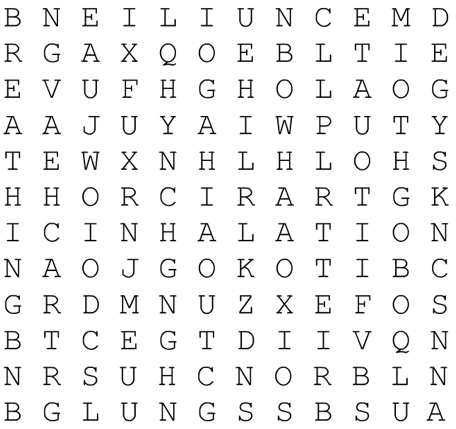 B N E I L I U N C E M D
R G A X Q O E B L T I E
E V U F H G H O L A O G
A A J U Y A I W P U T Y
T E W X N H L H L O H S
H H O R C I R A R T G K
I C I N H A L A T I O N
N A O J G O K O T I B C
G R D M N U Z X E F O S
B T C E G T D I I V Q N
N R S U H C N O R B L N
B G L U N G S S B S U A